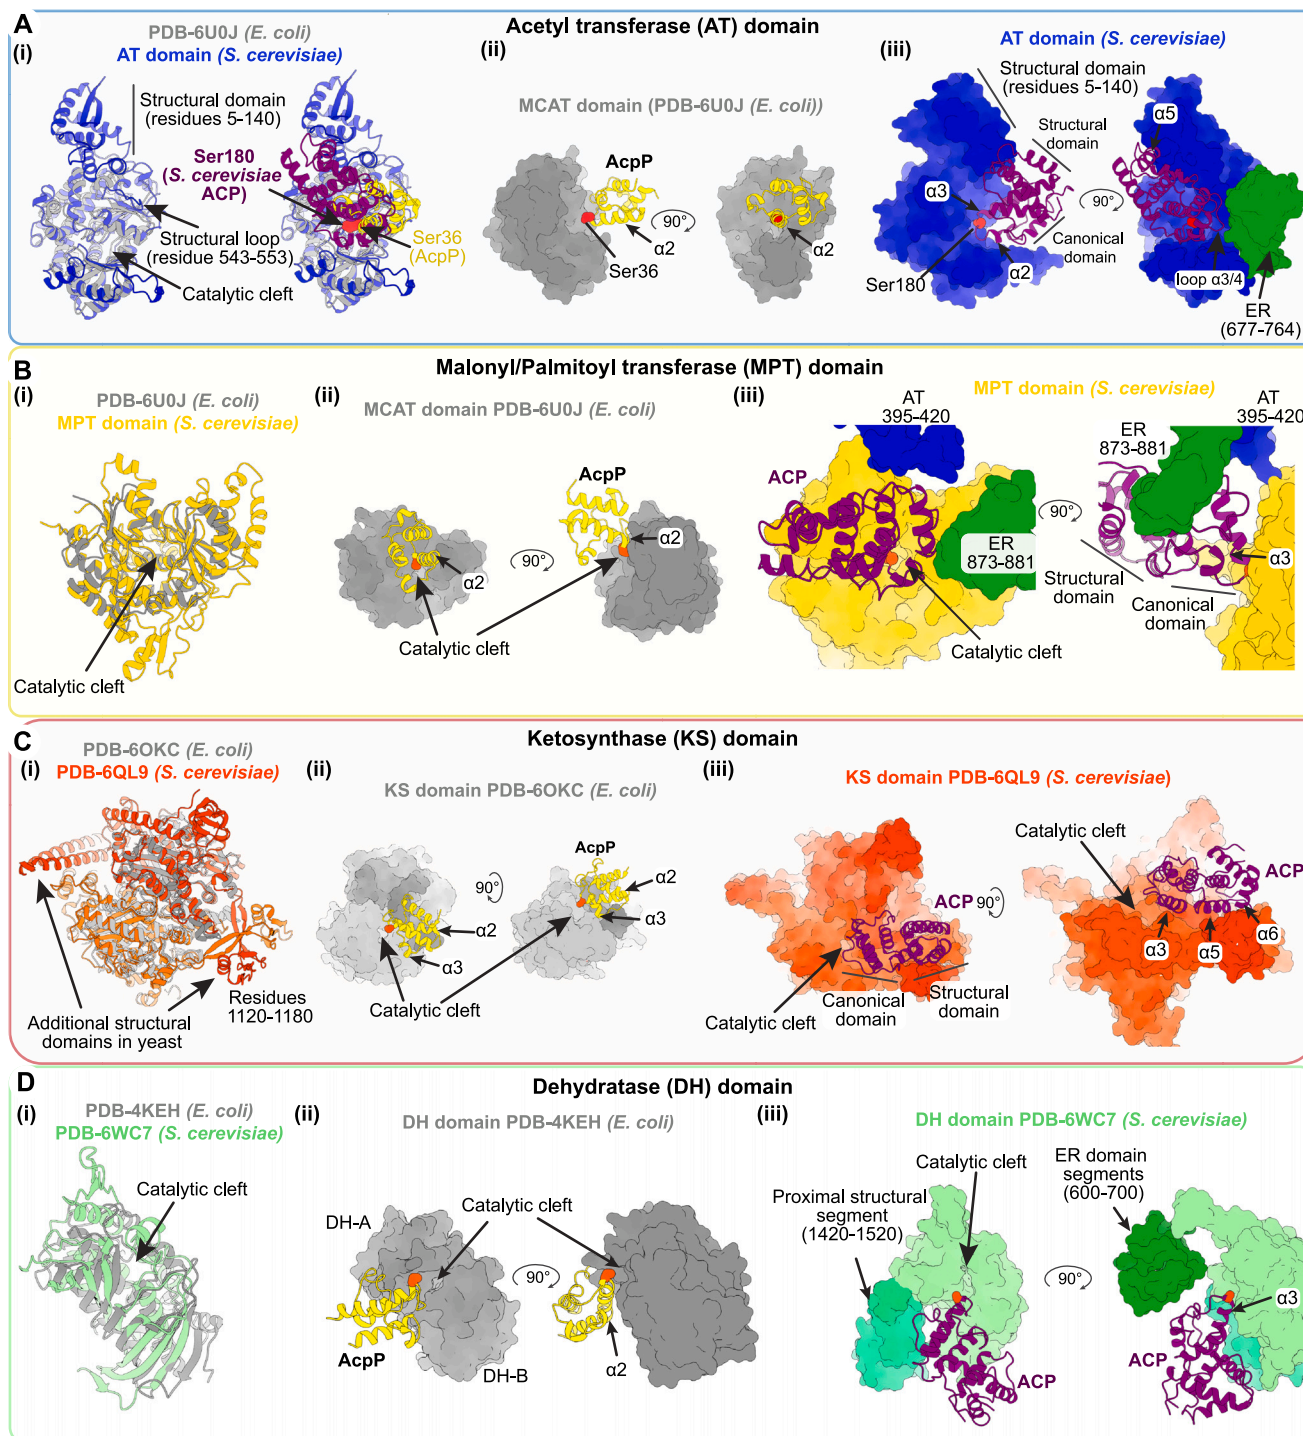 A
Acetyl transferase (AT) domain
(i)
PDB-6U0J (E. coli)
AT domain (S. cerevisiae)
Structural domain
(residues 5-140)
Ser180
(S. cerevisiae
ACP)
Structural loop
(residue 543-553)
Catalytic cleft
Ser36
(AcpP)
(ii)
MCAT domain (PDB-6U0J (E. coli))
AcpP
90°
α2
Ser36
α2
(iii)
AT domain (S. cerevisiae)
Structural domain
(residues 5-140)
Structural
domain
α5
α3
90°
Canonical
domain
α2
Ser180
loop α3/4
ER
(677-764)
B
Malonyl/Palmitoyl transferase (MPT) domain
(i)
PDB-6U0J (E. coli)
MPT domain (S. cerevisiae)
Catalytic cleft
(ii)
MCAT domain PDB-6U0J (E. coli)
AcpP
α2
90°
α2
Catalytic cleft
(iii)
MPT domain (S. cerevisiae)
AT
395-420
ACP
ER
873-881
Catalytic cleft
90°
AT
395-420
ER
873-881
α3
Structural
domain
Canonical
domain
C
Ketosynthase (KS) domain
(i)
PDB-6OKC (E. coli)
PDB-6QL9 (S. cerevisiae)
Residues
1120-1180
Additional structural
domains in yeast
(ii)
KS domain PDB-6OKC (E. coli)
AcpP
90°
α2
α2
α3
α3
Catalytic cleft
(iii)
KS domain PDB-6QL9 (S. cerevisiae)
Catalytic cleft
ACP
90°
ACP
α3
α5
α6
Canonical
domain
Structural
domain
Catalytic cleft
D
Dehydratase (DH) domain
(i)
PDB-4KEH (E. coli)
PDB-6WC7 (S. cerevisiae)
Catalytic cleft
(ii)
DH domain PDB-4KEH (E. coli)
DH-A
Catalytic cleft
90°
AcpP
DH-B
α2
(iii)
DH domain PDB-6WC7 (S. cerevisiae)
Catalytic cleft
Proximal structural
segment
(1420-1520)
ER domain
segments
(600-700)
90°
α3
ACP
ACP